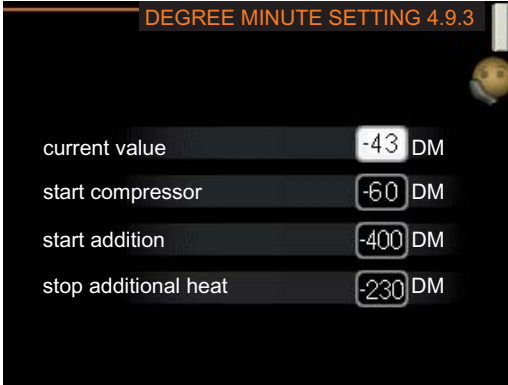 DEGREE MINUTE SETTING 4.9.3
current value -43 DM
start compressor -60 DM
start addition -400 DM
stop additional heat -230 DM